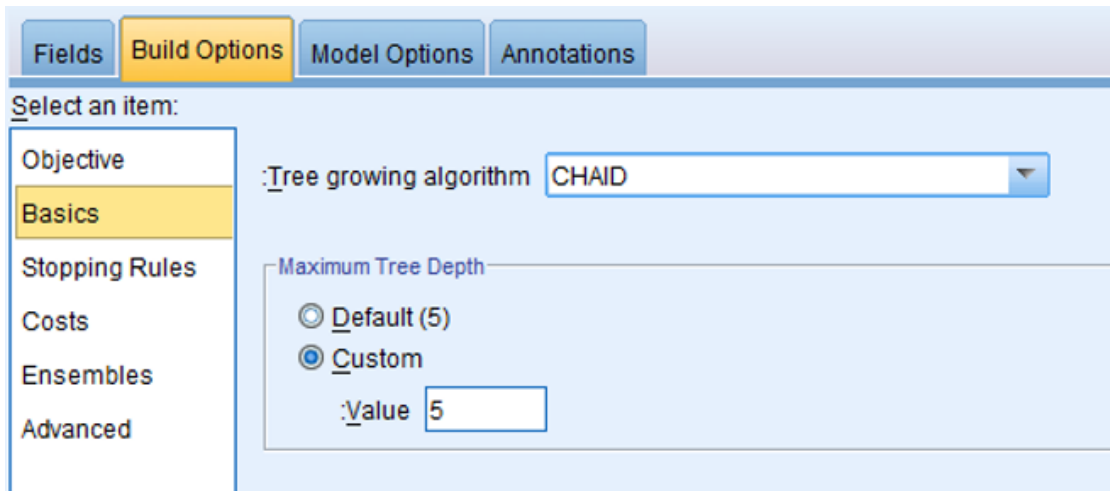 Fields Build Options Model Options Annotations
Select an item:
Objective
Basics
Stopping Rules
Costs
Ensembles
Advanced
:Tree growing algorithm CHAID
Maximum Tree Depth
Default (5)
Custom
:Value 5